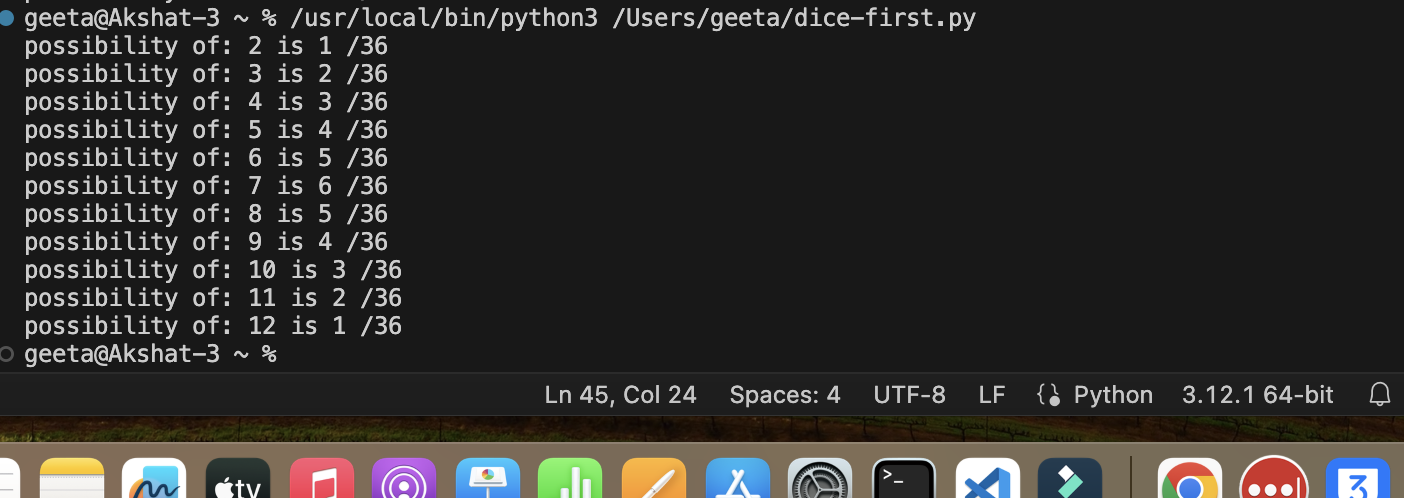 geeta@Akshat-3 ~ % /usr/local/bin/python3 /Users/geeta/dice-first.py
possibility of: 2 is 1 /36
possibility of: 3 is 2 /36
possibility of: 4 is 3 /36
possibility of: 5 is 4 /36
possibility of: 6 is 5 /36
possibility of: 7 is 6 /36
possibility of: 8 is 5 /36
possibility of: 9 is 4 /36
possibility of: 10 is 3 /36
possibility of: 11 is 2 /36
possibility of: 12 is 1 /36
geeta@Akshat-3 ~ %
Ln 45, Col 24 Spaces: 4 UTF-8 LF {} Python 3.12.1 64-bit
tv >_ 3